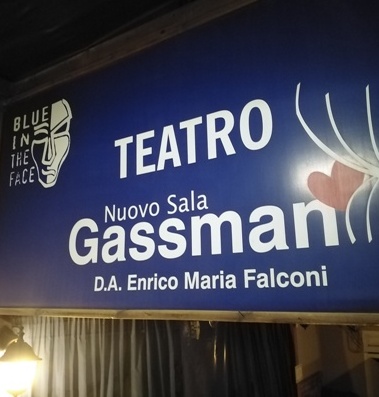 BLUE
IN
THE
FACE
TEATRO
Nuovo Sala
Gassman
D.A. Enrico Maria Falconi